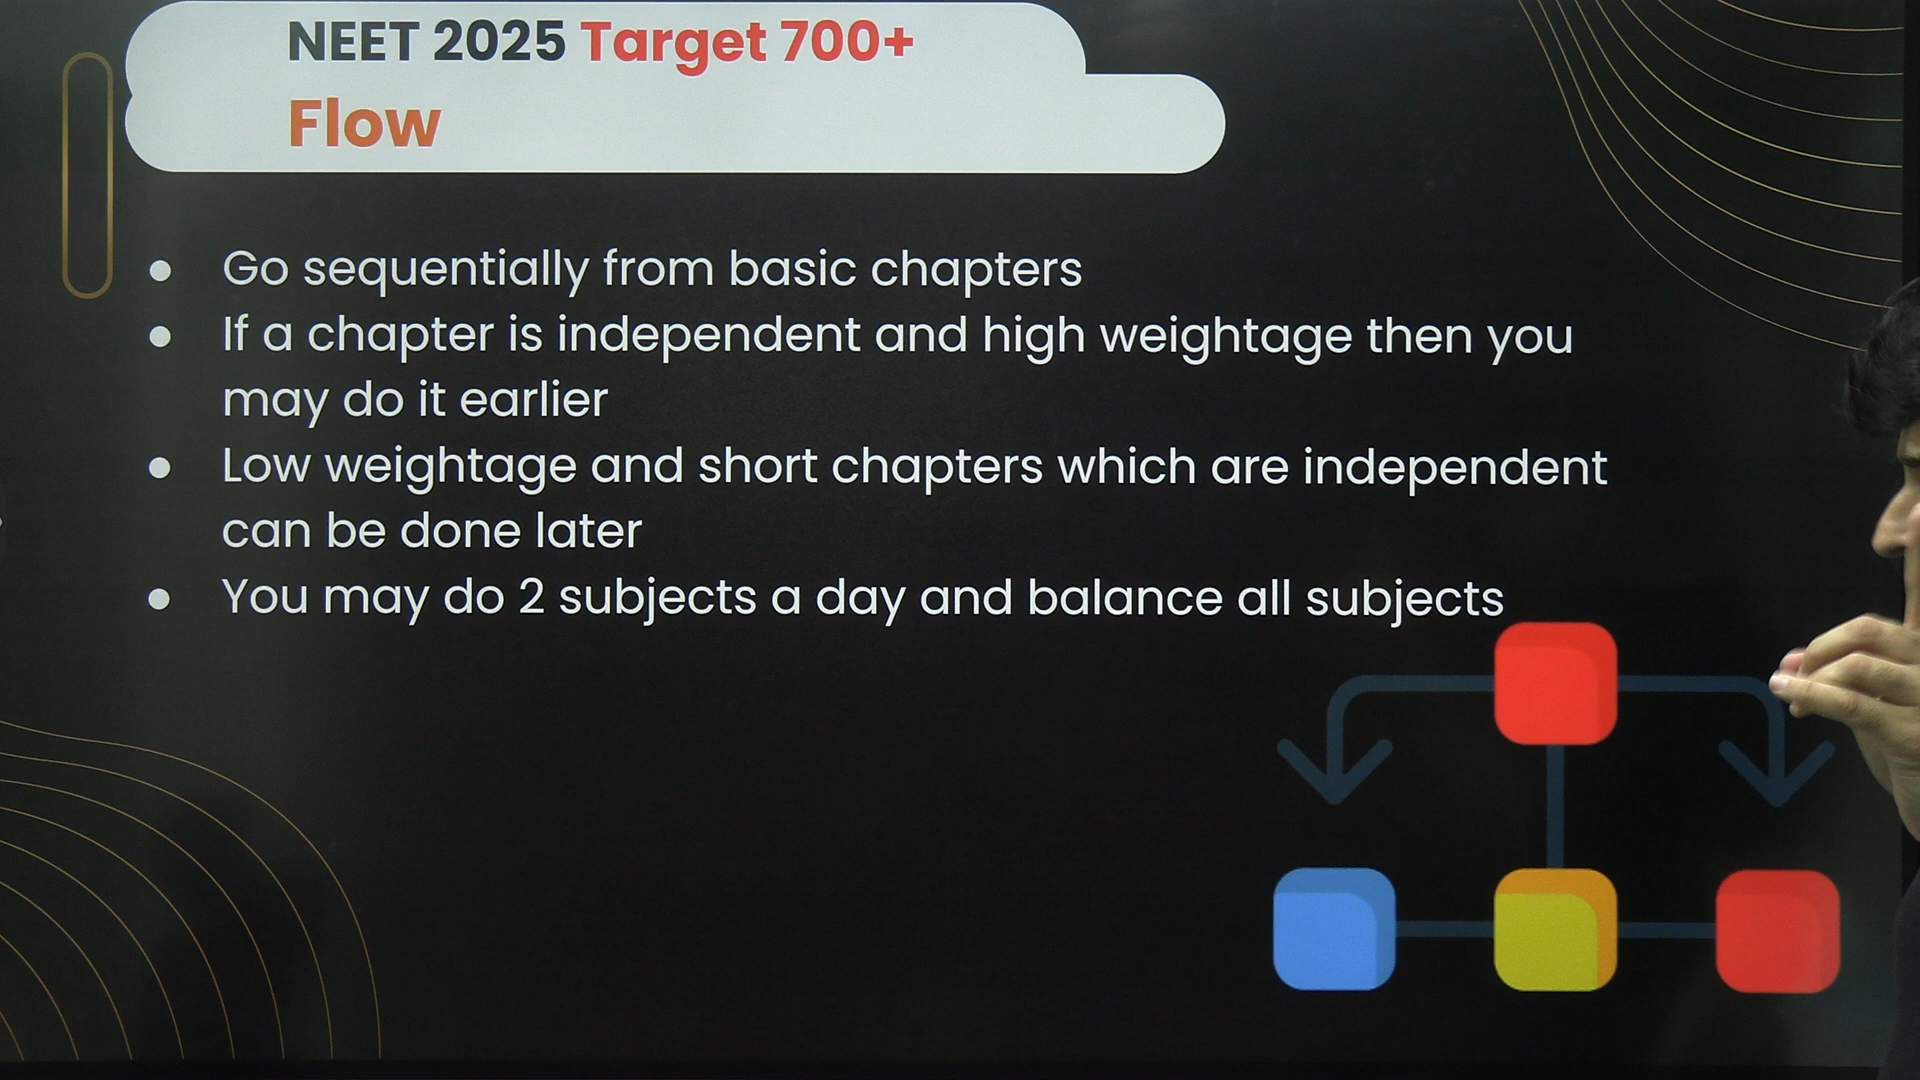 NEET 2025 Target 700+
Flow
● Go sequentially from basic chapters
● If a chapter is independent and high weightage then you
may do it earlier
● Low weightage and short chapters which are independent
can be done later
● You may do 2 subjects a day and balance all subjects